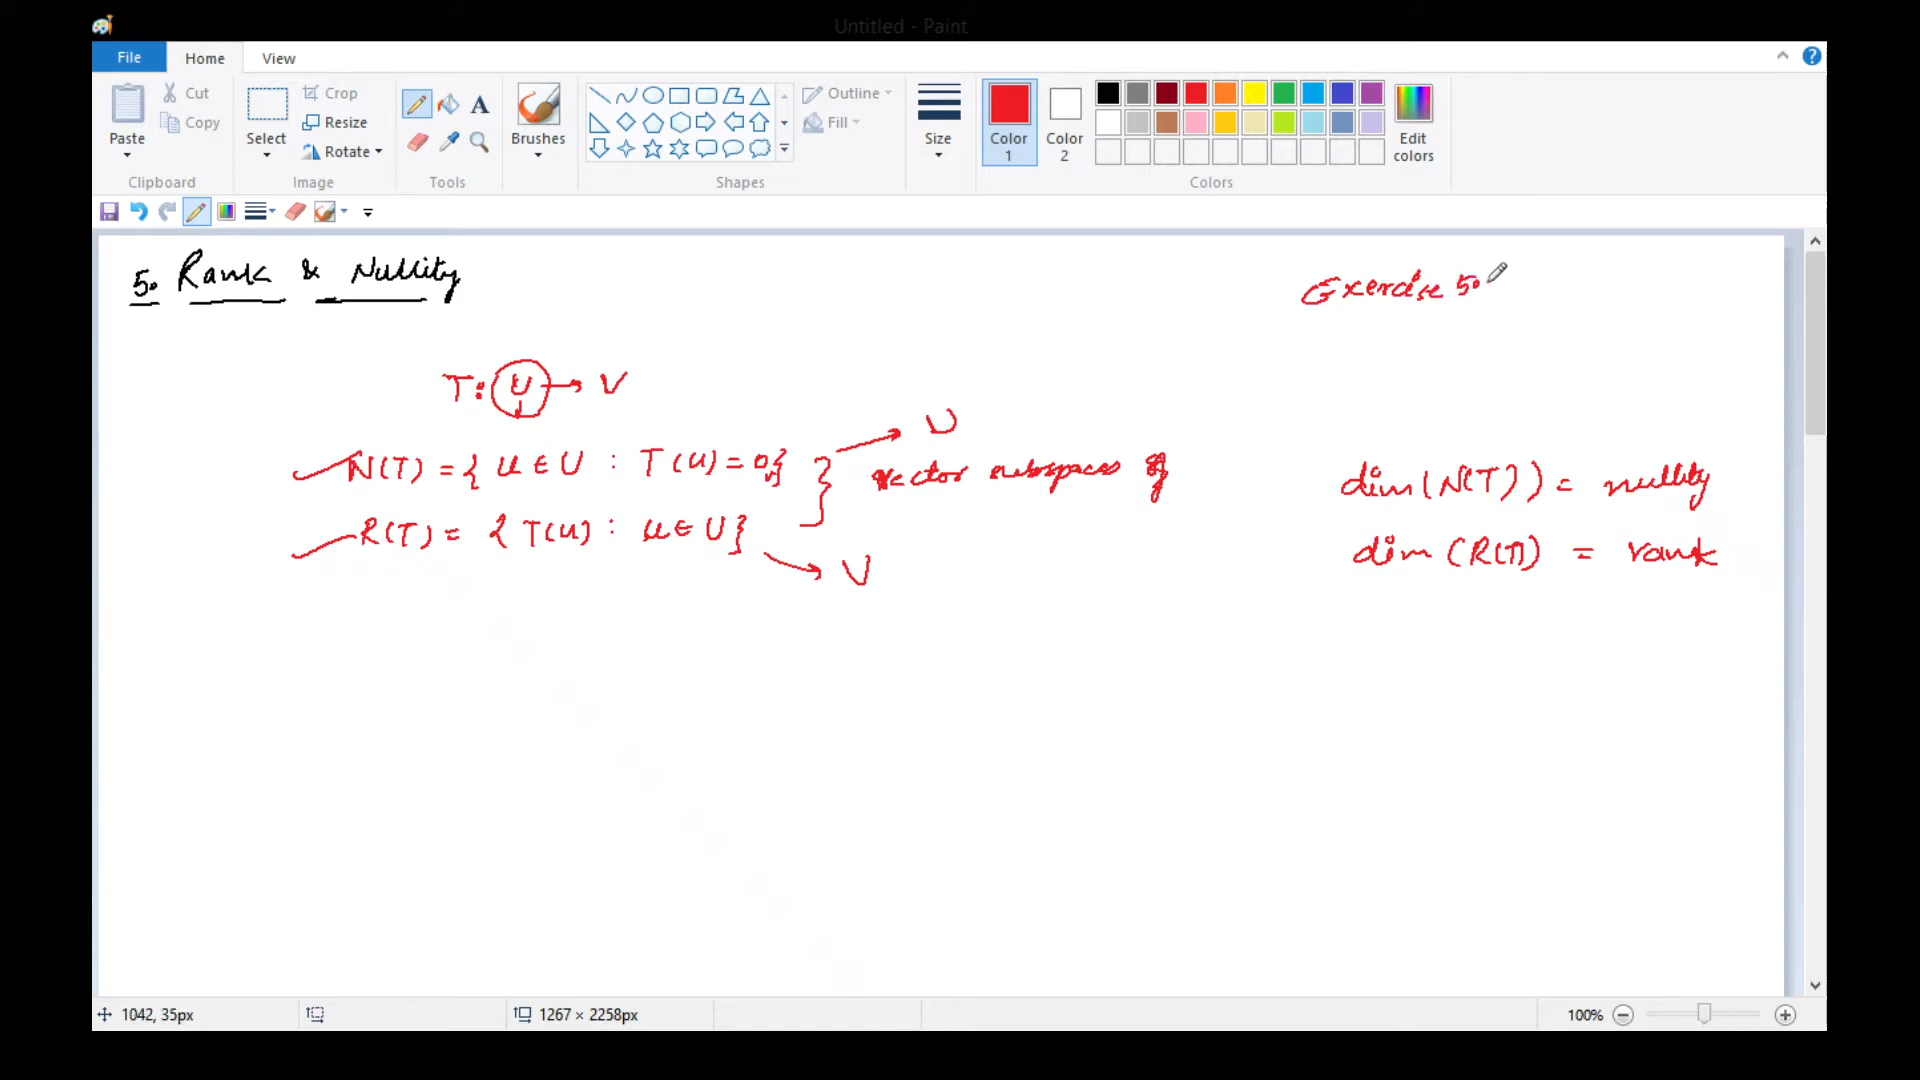 Untitled - Paint
File Home View
Cut
Copy
Paste
Clipboard
Crop
Resize
Rotate
Select
Image
A
Tools
Brushes
Shapes
Outline
Fill
Size
Color 1
Color 2
Edit colors
Colors
5. Rank & Nullity
Exercise 5.
T: U → V
N(T) = { u ∈ U : T(u) = 0ᵥ }
→ U
vector subspaces of
R(T) = { T(u) : u ∈ U }
→ V
dim(N(T)) = nullity
dim(R(T)) = rank
1042, 35px
1267 × 2258px
100%